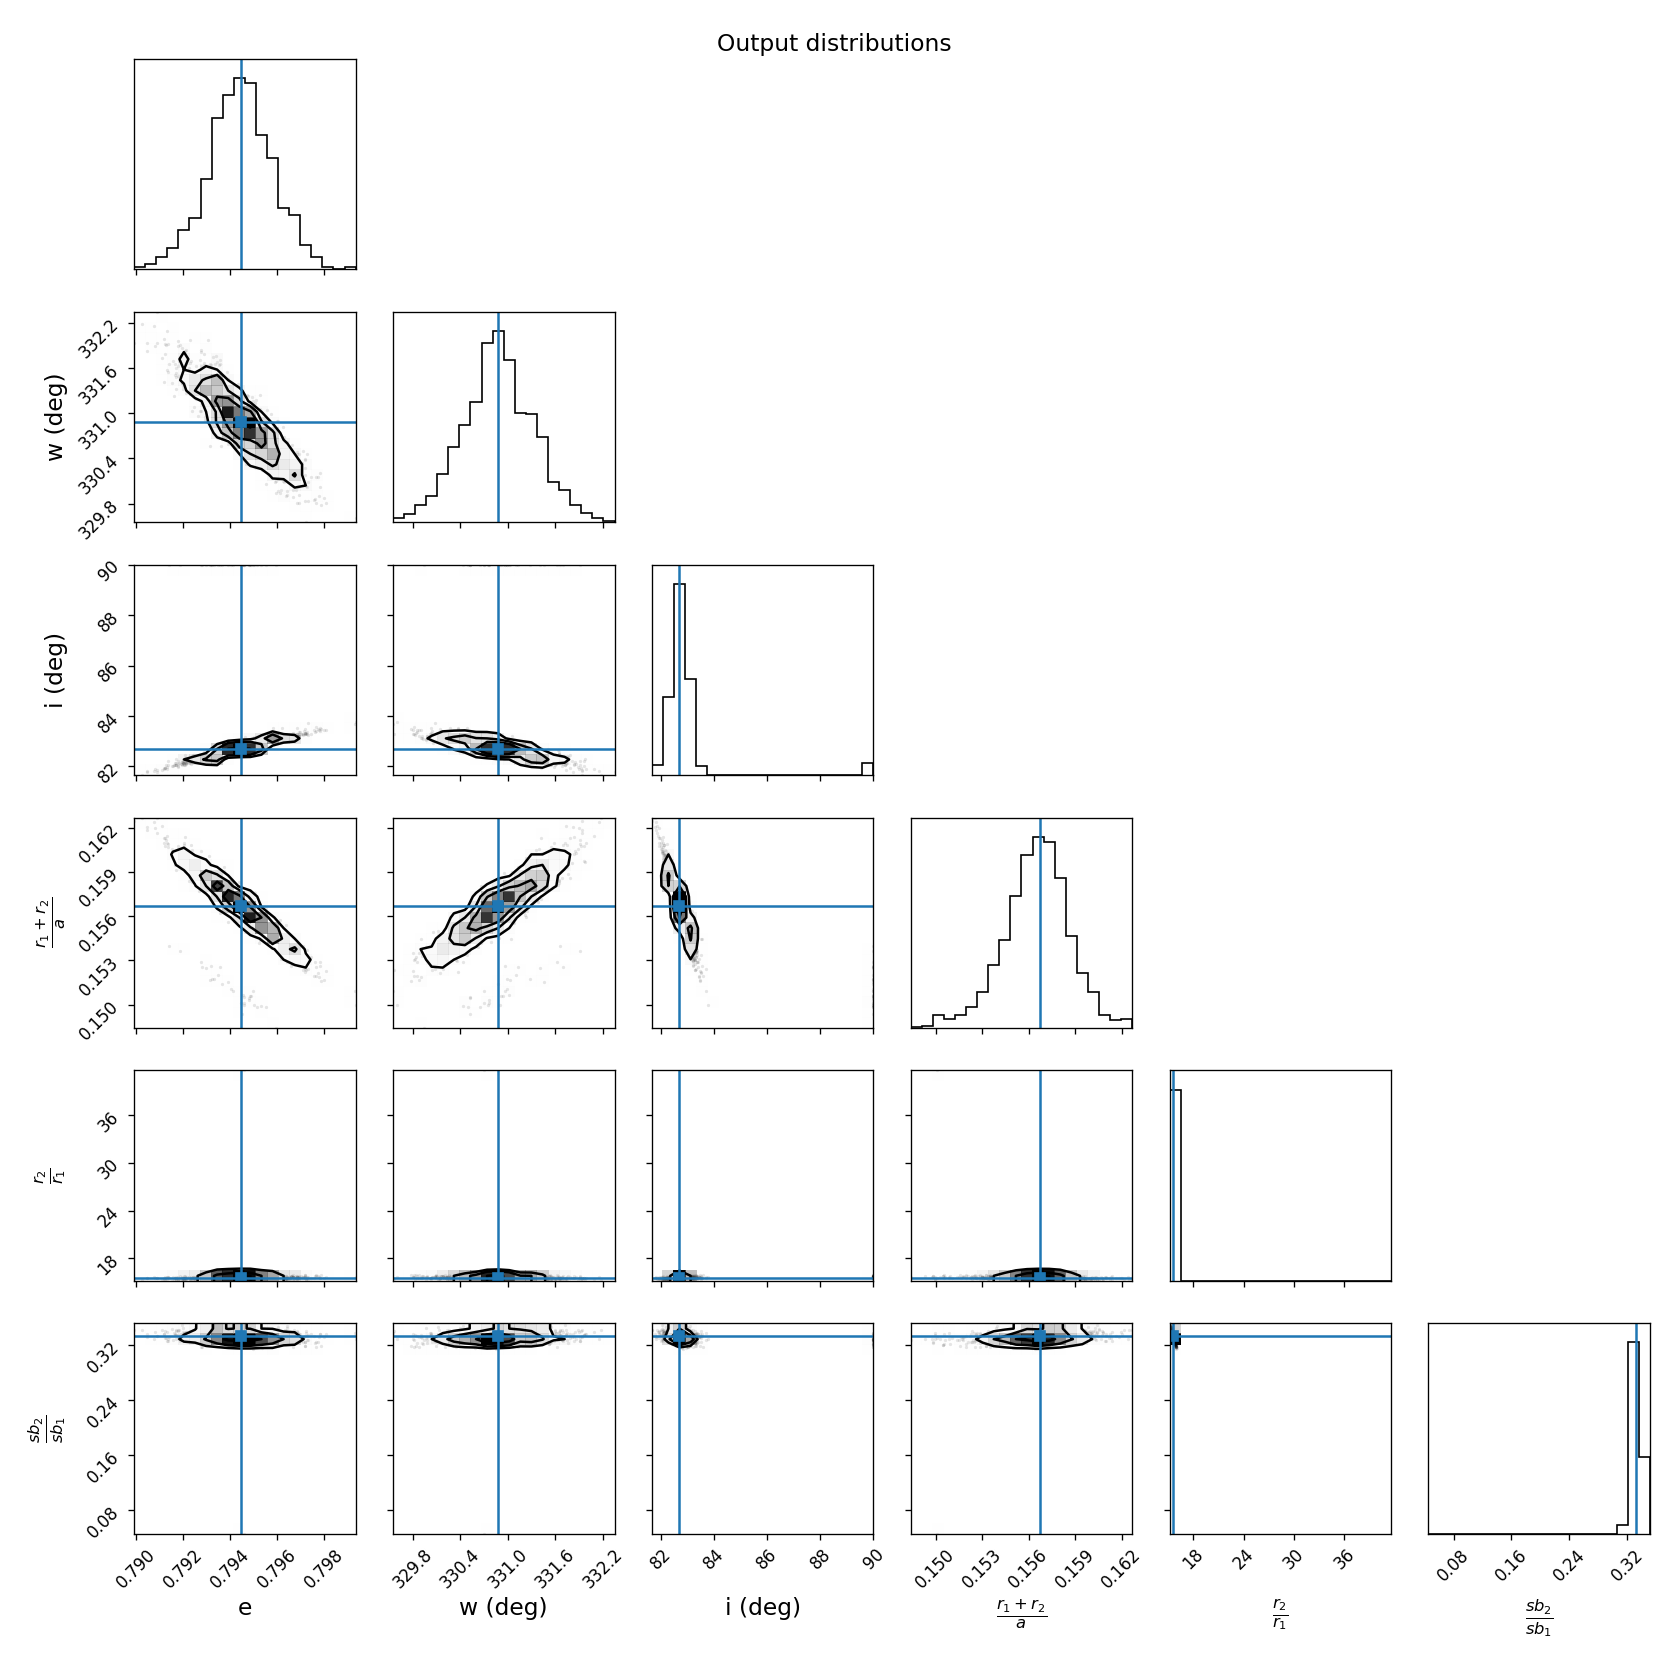 Output distributions
w (deg)
332.2
331.6
331.0
330.4
329.8
i (deg)
90
88
86
84
82
r₁ + r₂
a
0.162
0.159
0.156
0.153
0.150
r₂
r₁
36
30
24
18
sb₂
sb₁
0.32
0.24
0.16
0.08
0.790 0.792 0.794 0.796 0.798 329.8 330.4 331.0 331.6 332.2 82 84 86 88 90 0.150 0.153 0.156 0.159 0.162 18 24 30 36 0.08 0.16 0.24 0.32
e w (deg) i (deg) r₁ + r₂ r₂ sb₂
a r₁ sb₁